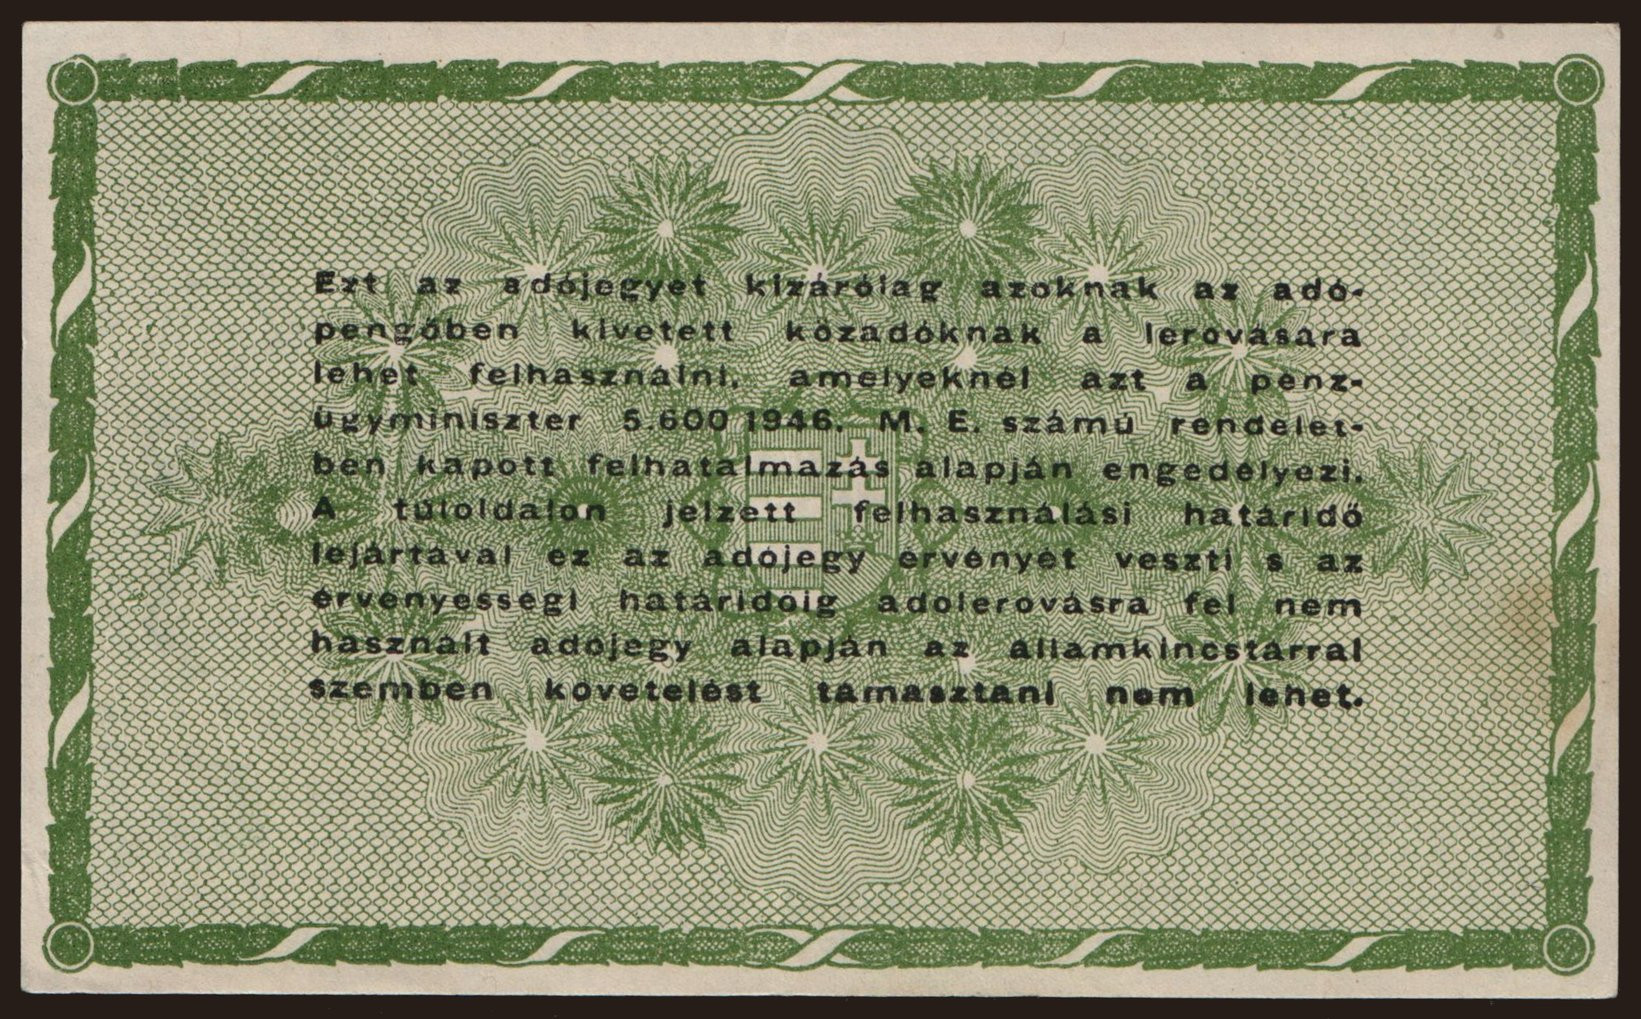 Ezt az adójegyet kizárólag azoknak az adó-
pengőben kivetett közadóknak a lerovására
lehet felhasználni, amelyeknél azt a pénz-
ügyminiszter 5.600 1946. M. E. számú rendelet-
ben kapott felhatalmazás alapján engedélyezi.
A túloldalon jelzett felhasználási határidő
lejártával ez az adójegy érvényét veszti s az
érvényességi határidőig adólerovásra fel nem
használt adójegy alapján az államkincstárral
szemben követelést támasztani nem lehet.